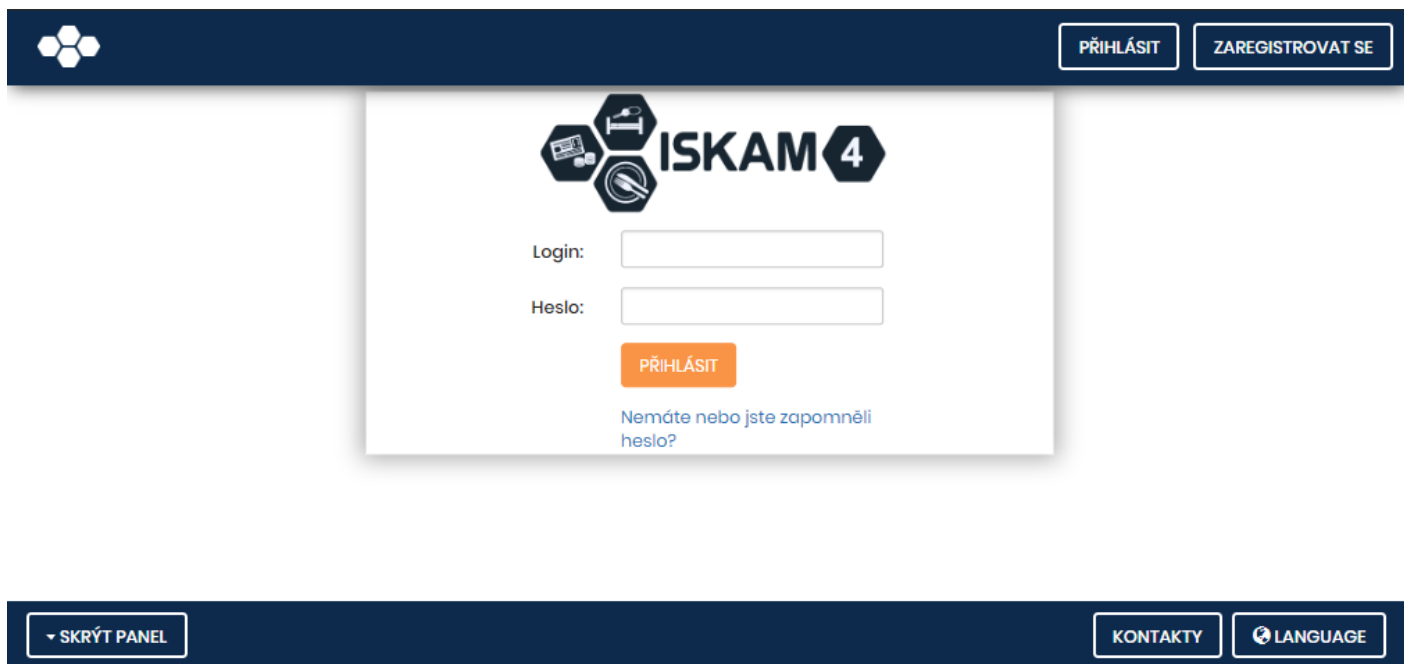 PŘIHLÁSIT
ZAREGISTROVAT SE
ISKAM 4
Login:
Heslo:
PŘIHLÁSIT
Nemáte nebo jste zapomněli
heslo?
SKRÝT PANEL
KONTAKTY
LANGUAGE